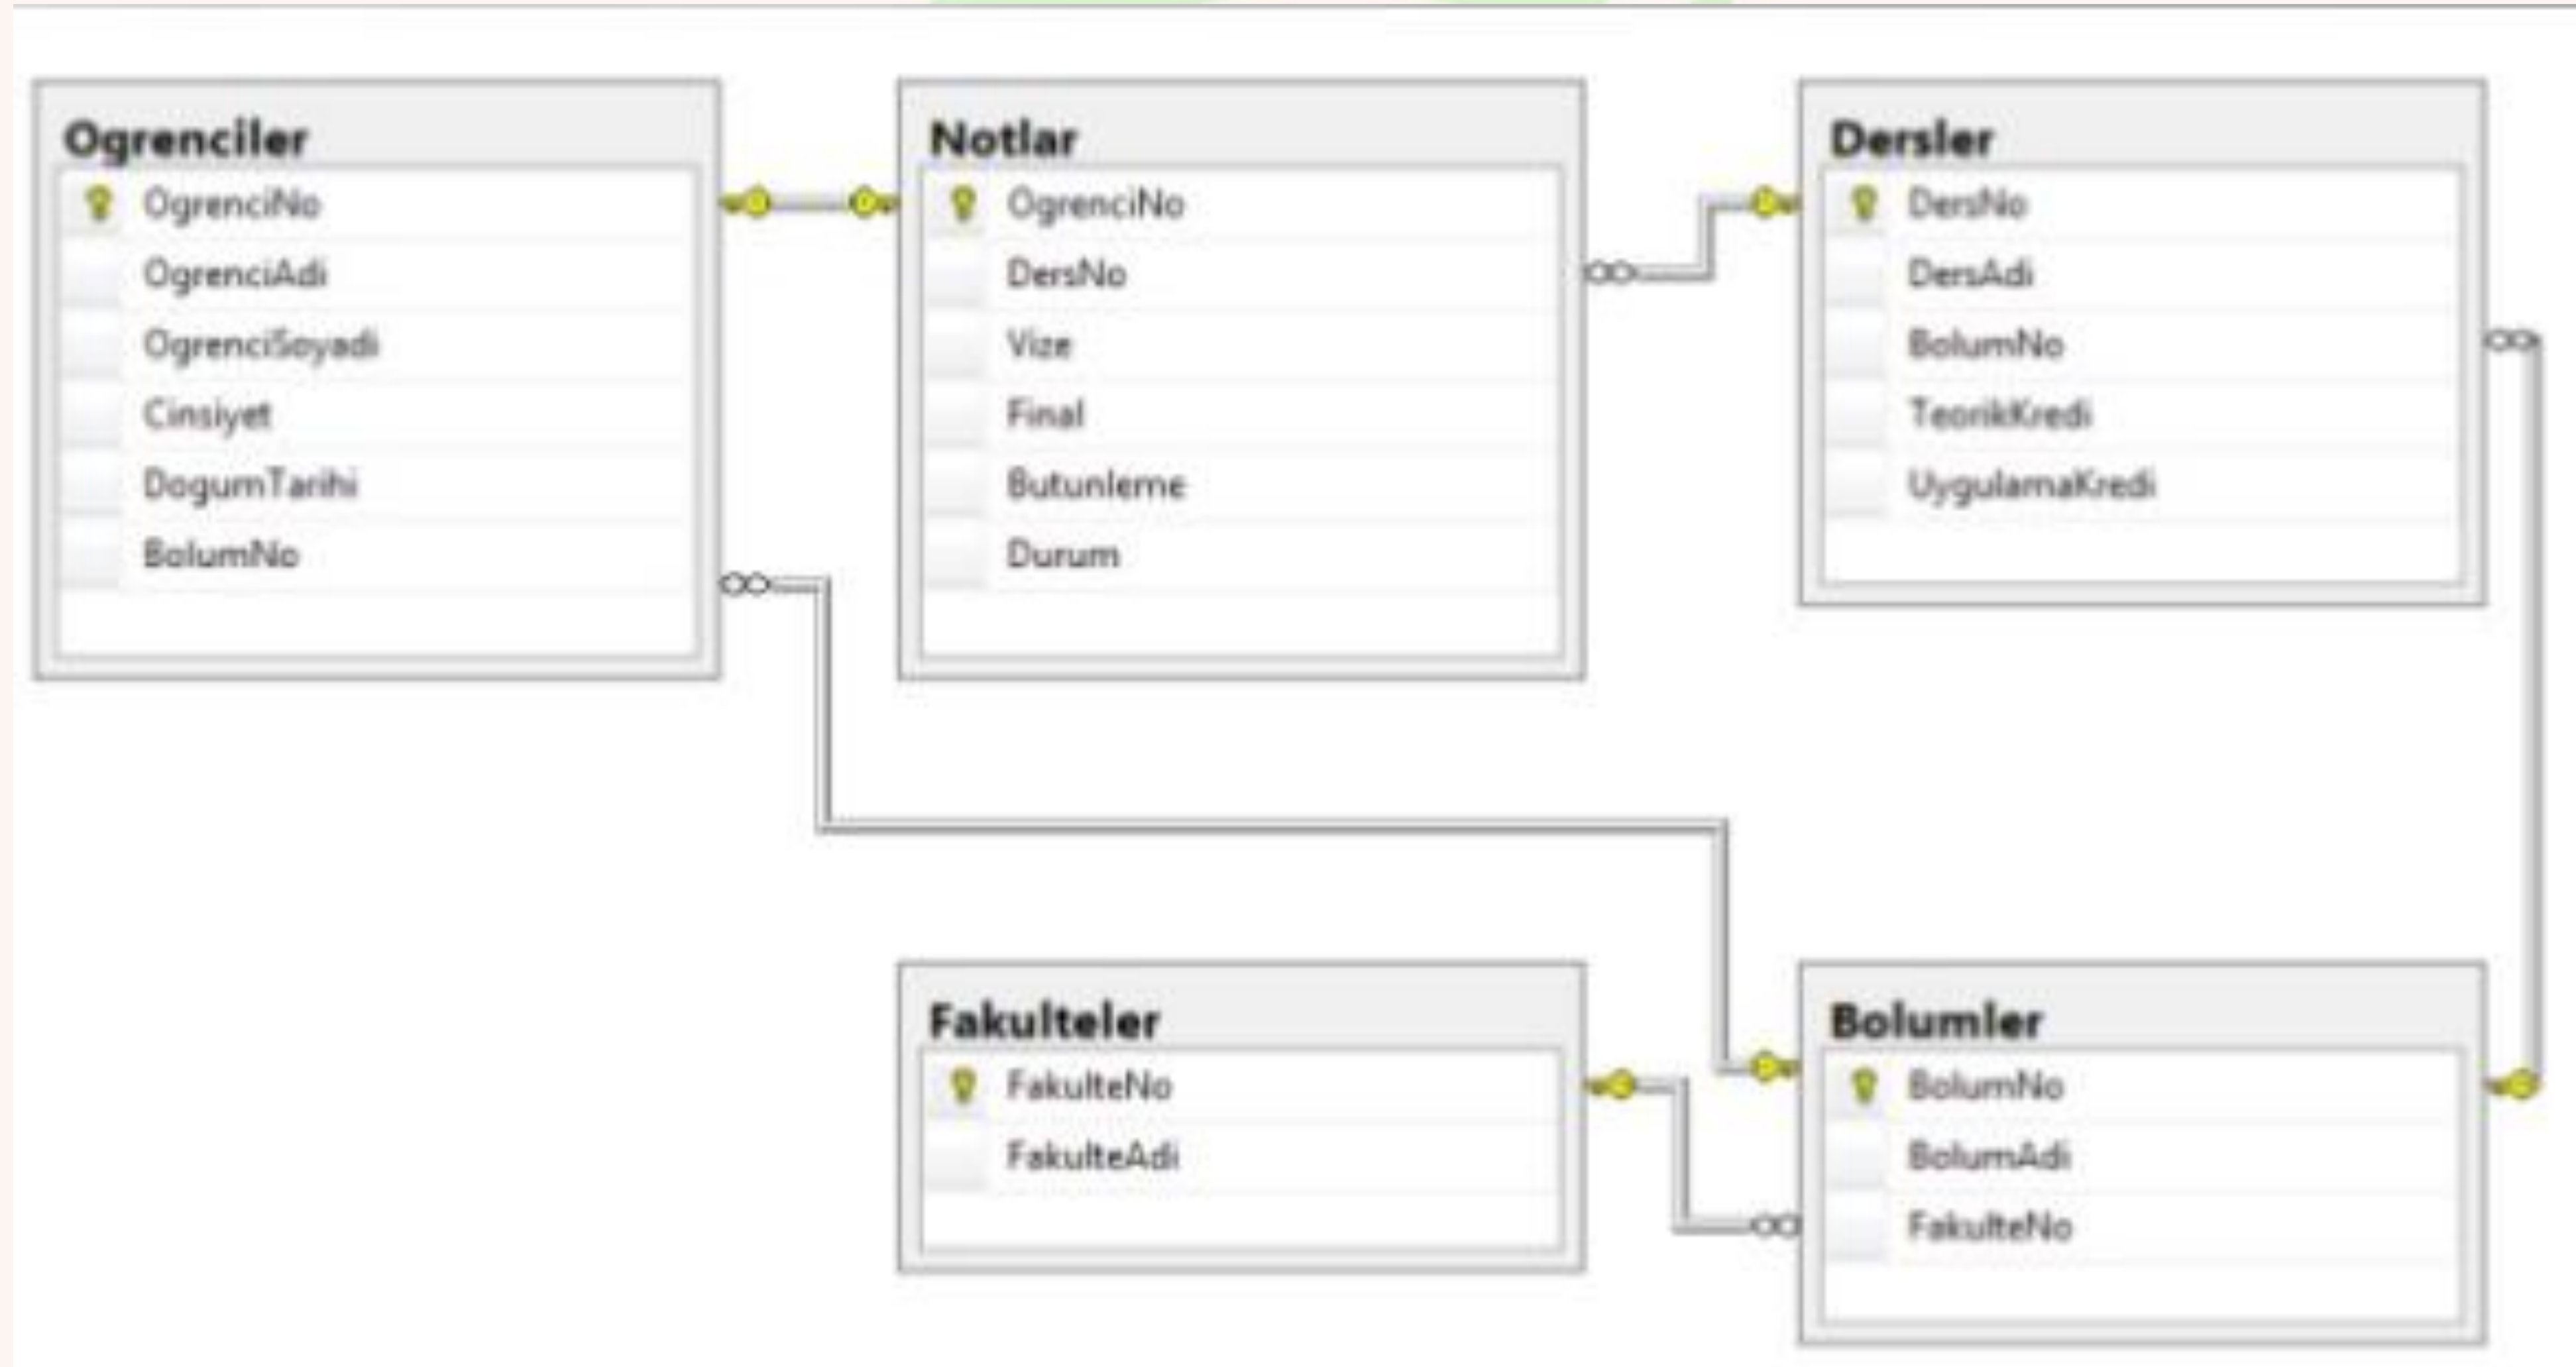 Ogrenciler
OgrenciNo
OgrenciAdi
OgrenciSoyadi
Cinsiyet
DogumTarihi
BolumNo
Notlar
OgrenciNo
DersNo
Vize
Final
Butunleme
Durum
Dersler
DersNo
DersAdi
BolumNo
TeorikKredi
UygulamaKredi
Fakulteler
FakulteNo
FakulteAdi
Bolumler
BolumNo
BolumAdi
FakulteNo